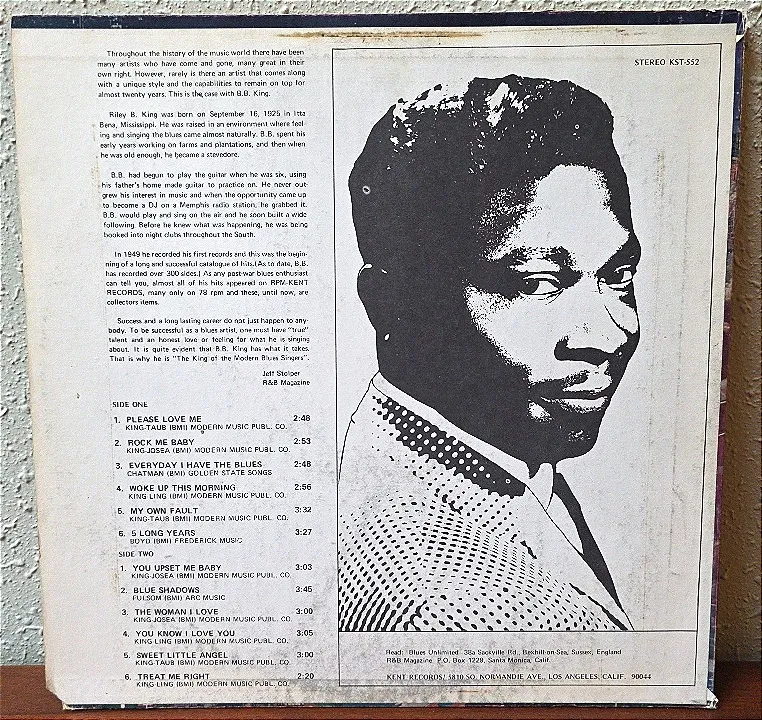 Throughout the history of the music world there have been
many artists who have come and gone, many great in their
own right. However, rarely is there an artist that comes along
with a unique style and the capabilities to remain on top for
almost twenty years. This is the case with B.B. King.
Riley B. King was born on September 16, 1925 in Itta
Bena, Mississippi. He was raised in an environment where feel-
ing and singing the blues came almost naturally. B.B. spent his
early years working on farms and plantations, and then when
he was old enough, he became a stevedore.
B.B. had begun to play the guitar when he was six, using
his father's home made guitar to practice on. He never out-
grew his interest in music and when the opportunity came up
to become a DJ on a Memphis radio station, he grabbed it.
B.B. would play and sing on the air and he soon built a wide
following. Before he knew what was happening, he was being
booked into night clubs throughout the South.
In 1949 he recorded his first records and this was the begin-
ning of a long and successful catalogue of hits.(As to date, B.B.
has recorded over 300 sides.) As any post-war blues enthusiast
can tell you, almost all of his hits appeared on RPM-KENT
RECORDS, many only on 78 rpm and these, until now, are
collectors items.
Success and a long lasting career do not just happen to any-
body. To be successful as a blues artist, one must have "true"
talent and an honest love or feeling for what he is singing
about. It is quite evident that B.B. King has what it takes.
That is why he is "The King of the Modern Blues Singers".
Jeff Stolper
R&B Magazine
SIDE ONE
1. PLEASE LOVE ME 2:48
KING-TAUB (BMI) MODERN MUSIC PUBL. CO.
2. ROCK ME BABY 2:53
KING-JOSEA (BMI) MODERN MUSIC PUBL. CO.
3. EVERYDAY I HAVE THE BLUES 2:48
CHATMAN (BMI) GOLDEN STATE SONGS
4. WOKE UP THIS MORNING 2:56
KING-LING (BMI) MODERN MUSIC PUBL. CO.
5. MY OWN FAULT 3:32
KING-TAUB (BMI) MODERN MUSIC PUBL. CO.
6. 5 LONG YEARS 3:27
BOYD (BMI) FREDERICK MUSIC
SIDE TWO
1. YOU UPSET ME BABY 3:03
KING-JOSEA (BMI) MODERN MUSIC PUBL. CO.
2. BLUE SHADOWS 3:45
FULSOM (BMI) ARC MUSIC
3. THE WOMAN I LOVE 3:00
KING-JOSEA (BMI) MODERN MUSIC PUBL. CO.
4. YOU KNOW I LOVE YOU 3:05
KING-LING (BMI) MODERN MUSIC PUBL. CO.
5. SWEET LITTLE ANGEL 3:00
KING-TAUB (BMI) MODERN MUSIC PUBL. CO.
6. TREAT ME RIGHT 2:20
KING-LING (BMI) MODERN MUSIC PUBL. CO.
STEREO KST-552
Read: Blues Unlimited 38a Sackville Rd., Bexhill-on-Sea, Sussex, England
R&B Magazine P.O. Box 1228, Santa Monica, Calif.
KENT RECORDS/ 5810 SO. NORMANDIE AVE., LOS ANGELES, CALIF. 90044